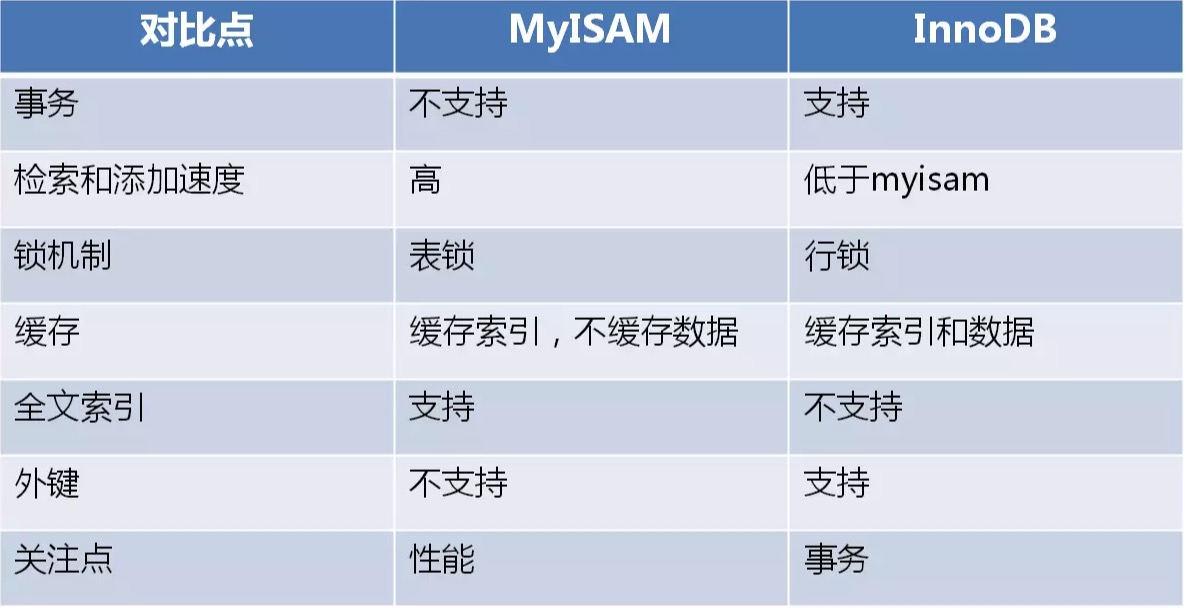 对比点 MyISAM InnoDB
事务 不支持 支持
检索和添加速度 高 低于myisam
锁机制 表锁 行锁
缓存 缓存索引，不缓存数据 缓存索引和数据
全文索引 支持 不支持
外键 不支持 支持
关注点 性能 事务